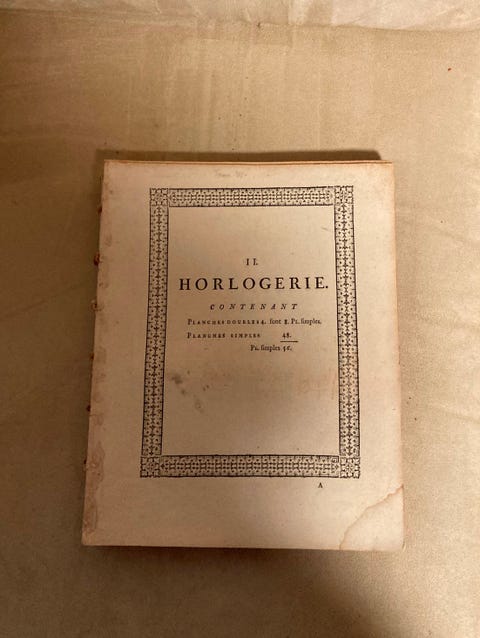 II.
HORLOGERIE.
CONTENANT
PLANCHES DOUBLES 4. font 8. PL. simples.
PLANCHES SIMPLES 48.
PL. simples 56.
A